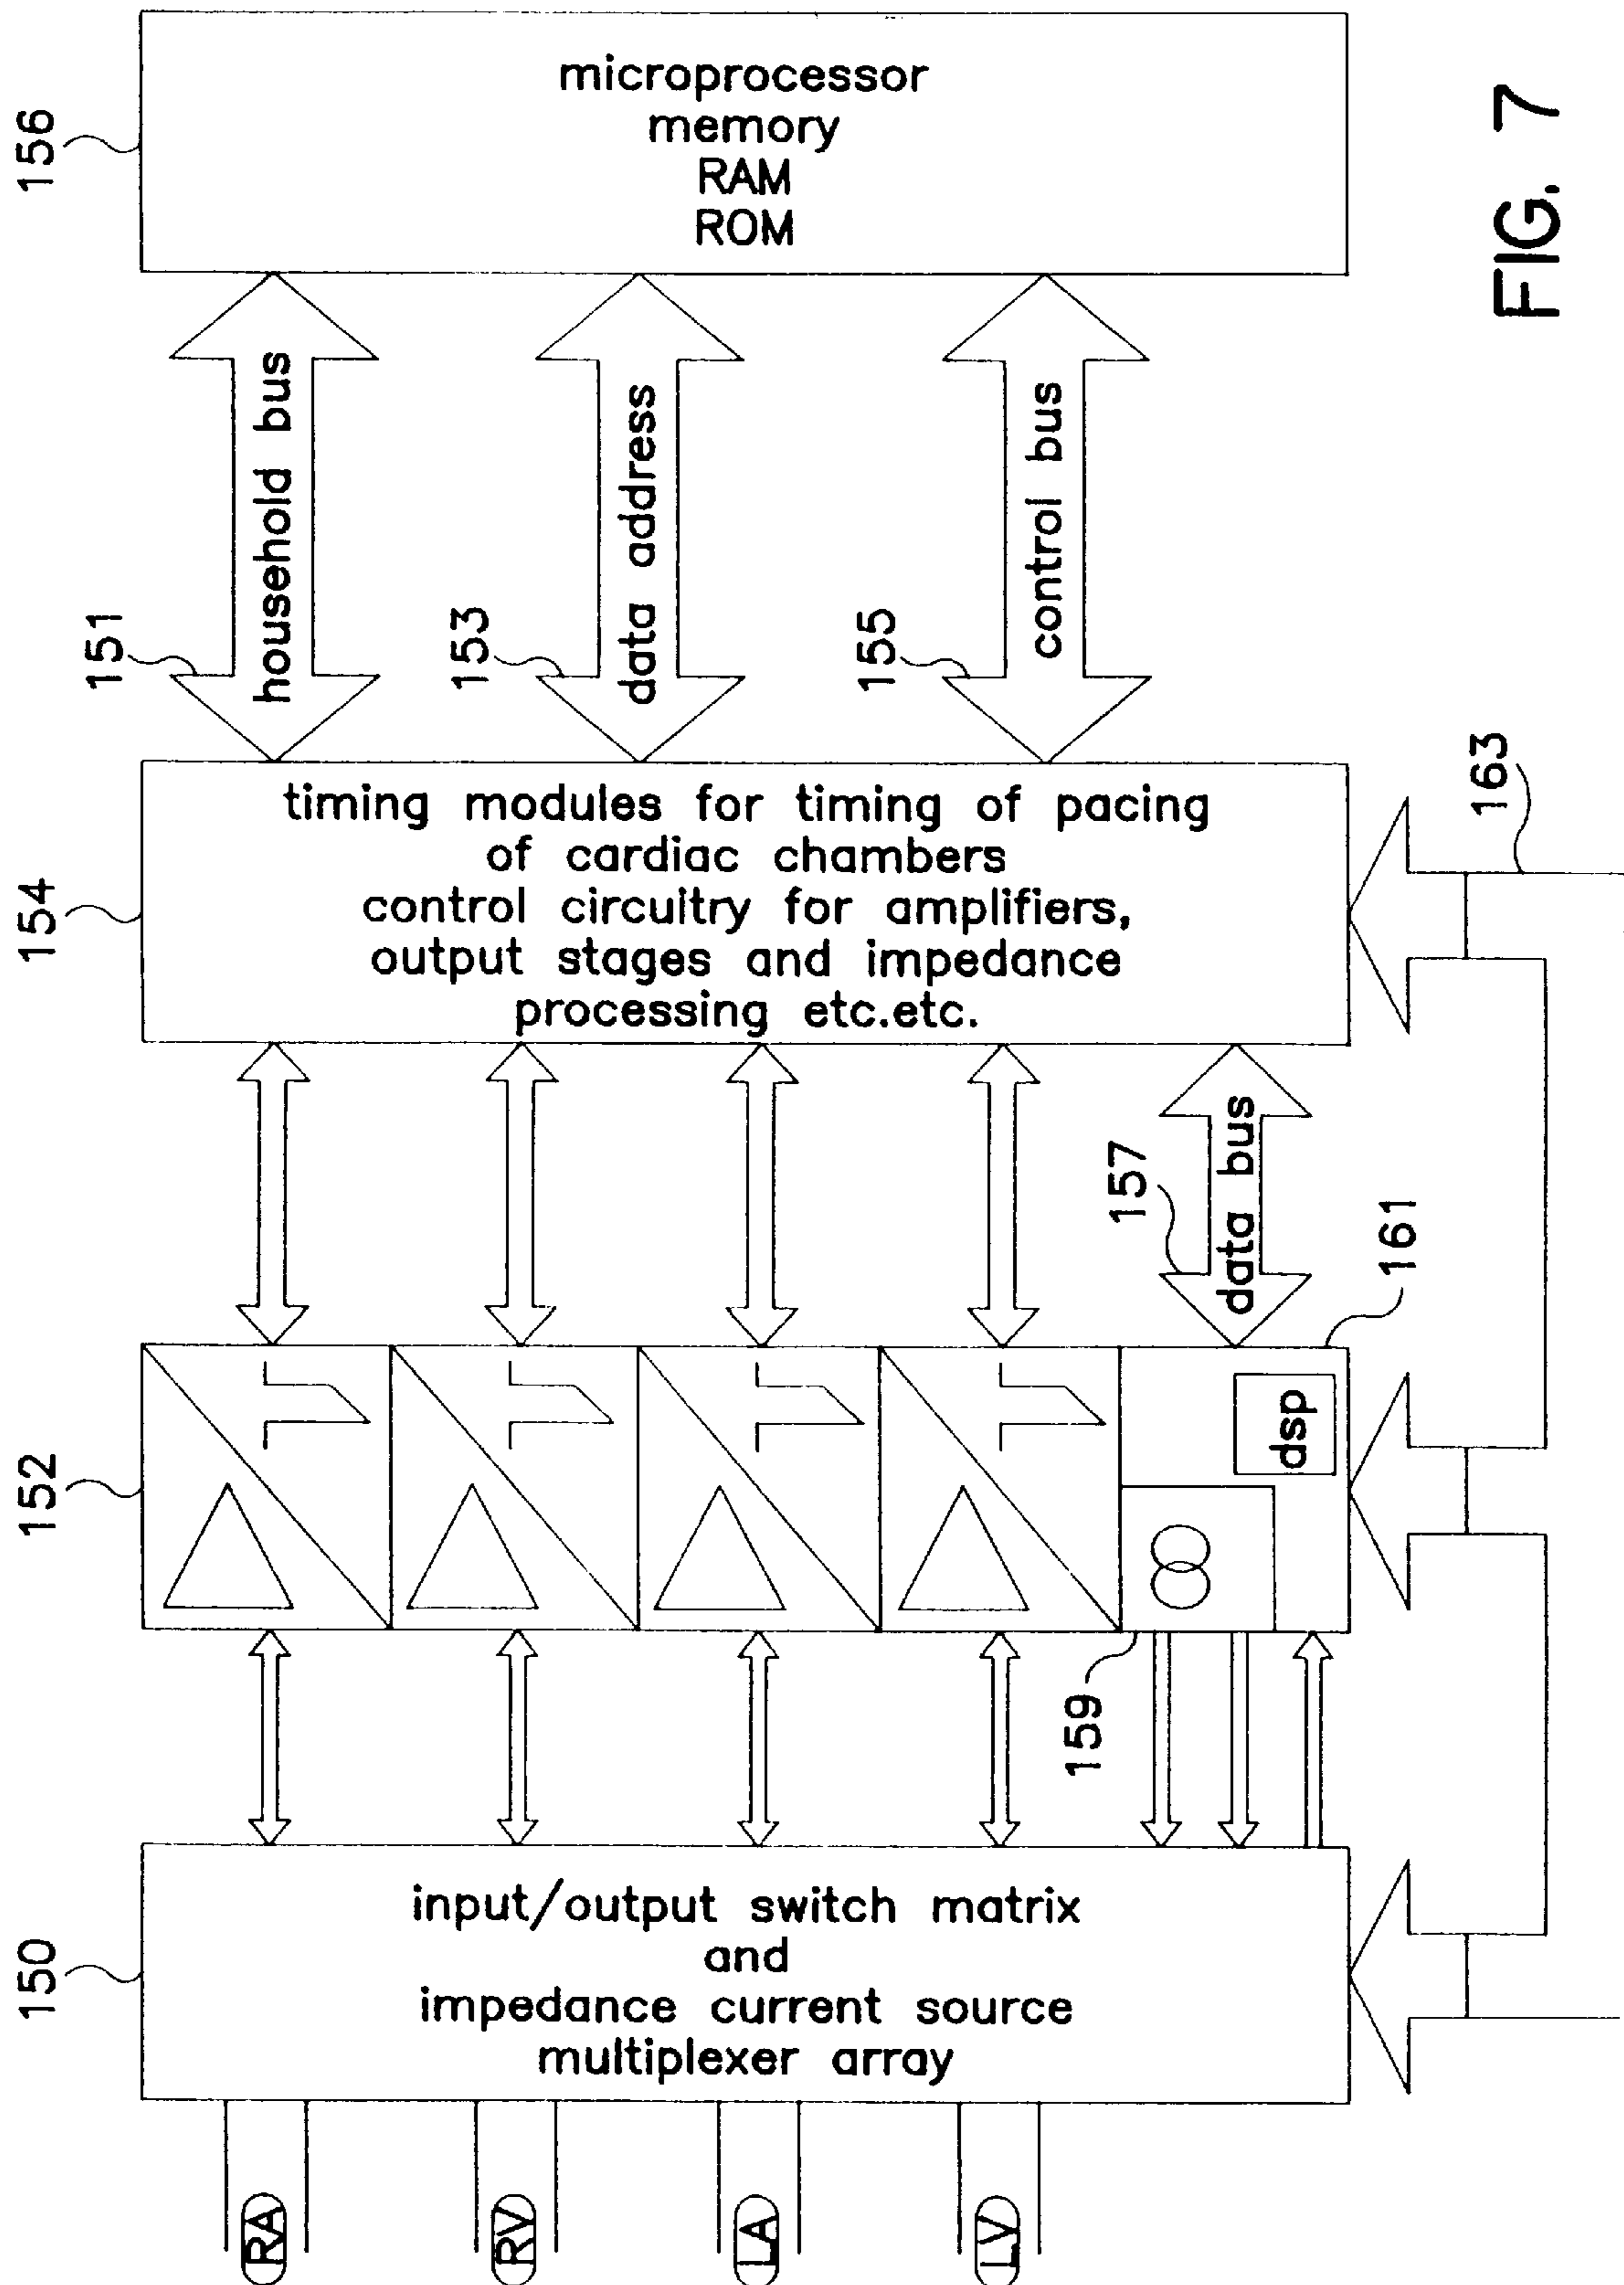 RA
RV
LA
LV
150
input/output switch matrix
and
impedance current source
multiplexer array
152
159
dsp
161
157
data bus
154
timing modules for timing of pacing
of cardiac chambers
control circuitry for amplifiers,
output stages and impedance
processing etc.etc.
163
151
household bus
153
data address
155
control bus
156
microprocessor
memory
RAM
ROM
FIG. 7